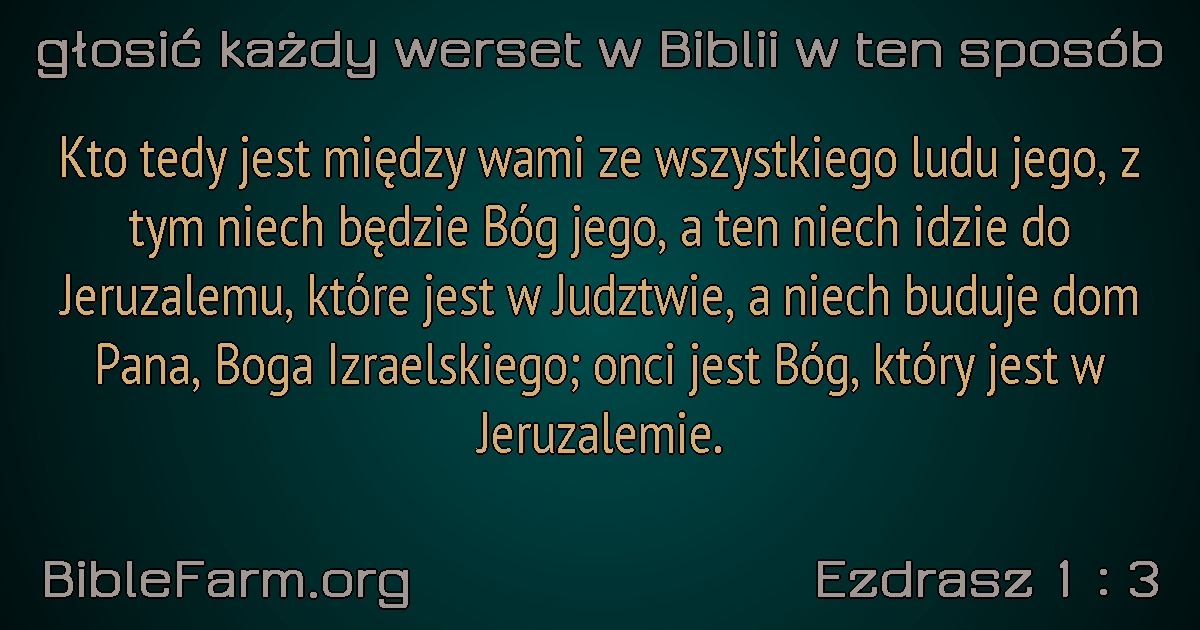 głosić każdy werset w Biblii w ten sposób
Kto tedy jest między wami ze wszystkiego ludu jego, z
tym niech będzie Bóg jego, a ten niech idzie do
Jeruzalemu, które jest w Judztwie, a niech buduje dom
Pana, Boga Izraelskiego; onci jest Bóg, który jest w
Jeruzalemie.
BibleFarm.org
Ezdrasz 1 : 3